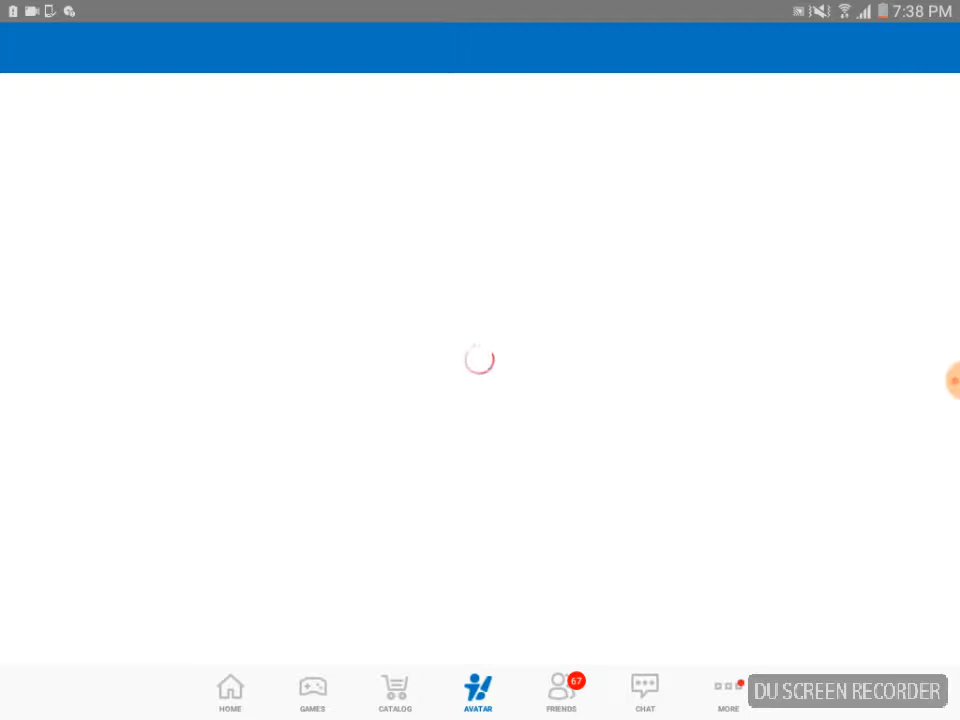 7:38 PM
HOME
GAMES
CATALOG
AVATAR
FRIENDS
67
CHAT
MORE
DU SCREEN RECORDER